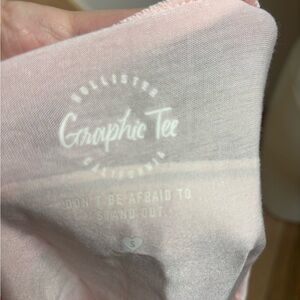 HOLLISTER
Graphic Tee
CALIFORNIA
DON'T BE AFRAID TO
STAND OUT.
S